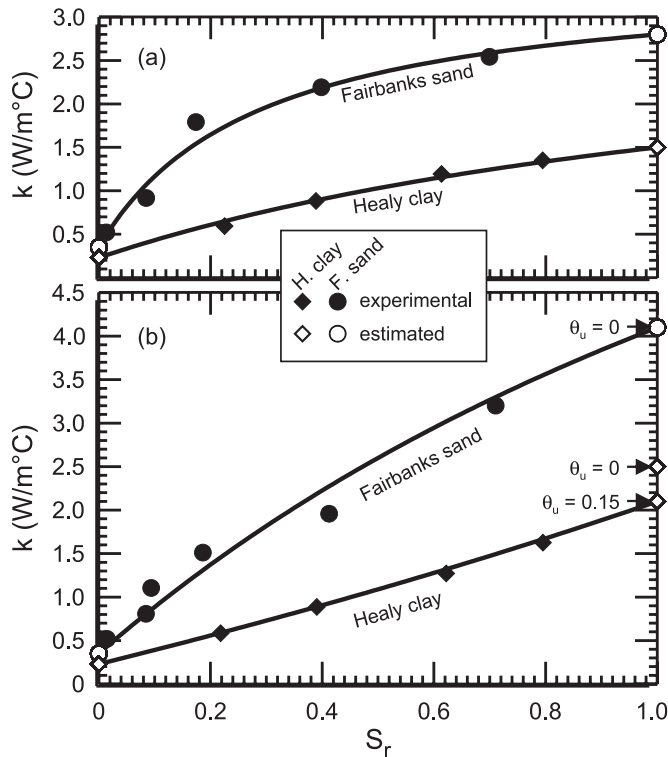 3.0
2.5
2.0
1.5
1.0
0.5
k (W/m°C)
(a)
Fairbanks sand
Healy clay
H. clay
F. sand
experimental
estimated
4.5
4.0
3.5
3.0
2.5
2.0
1.5
1.0
0.5
0
k (W/m°C)
(b)
θu = 0
Fairbanks sand
θu = 0
θu = 0.15
Healy clay
0 0.2 0.4 0.6 0.8 1.0
Sr